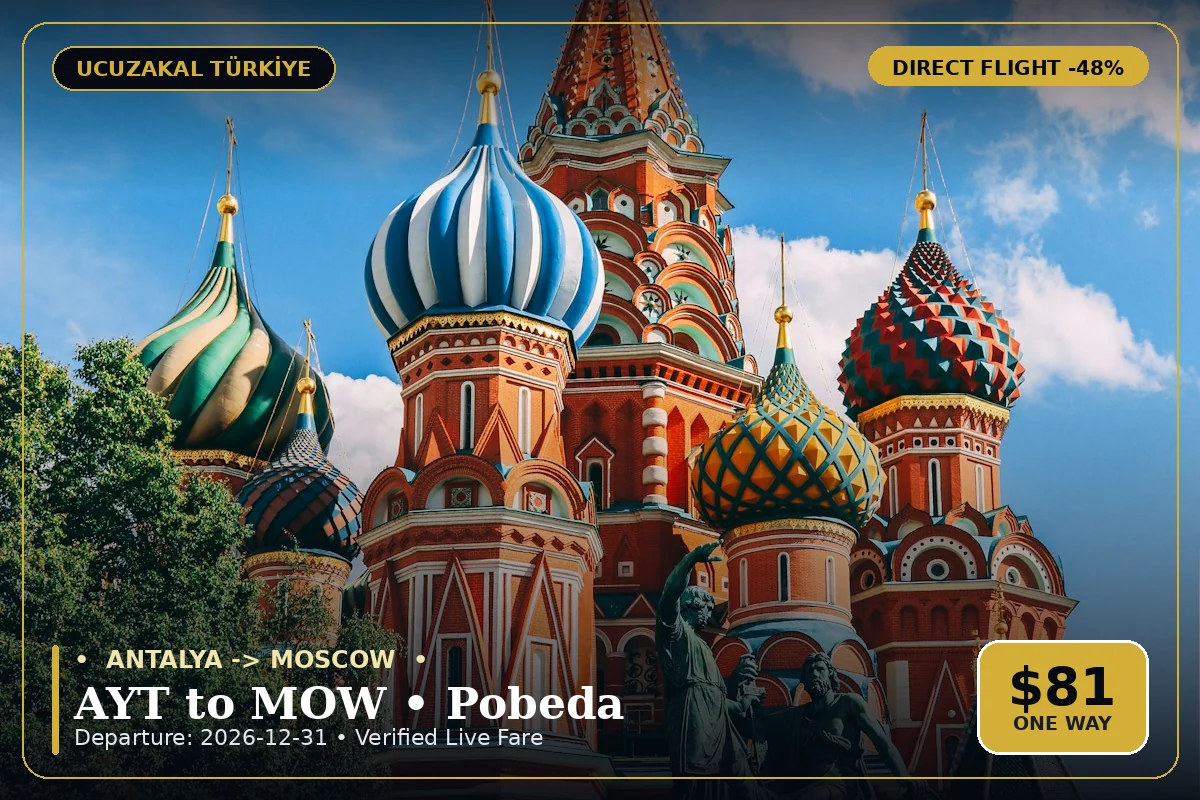 UCUZAKAL TÜRKİYE
DIRECT FLIGHT -48%
• ANTALYA -> MOSCOW •
AYT to MOW • Pobeda
Departure: 2026-12-31 • Verified Live Fare
$81
ONE WAY